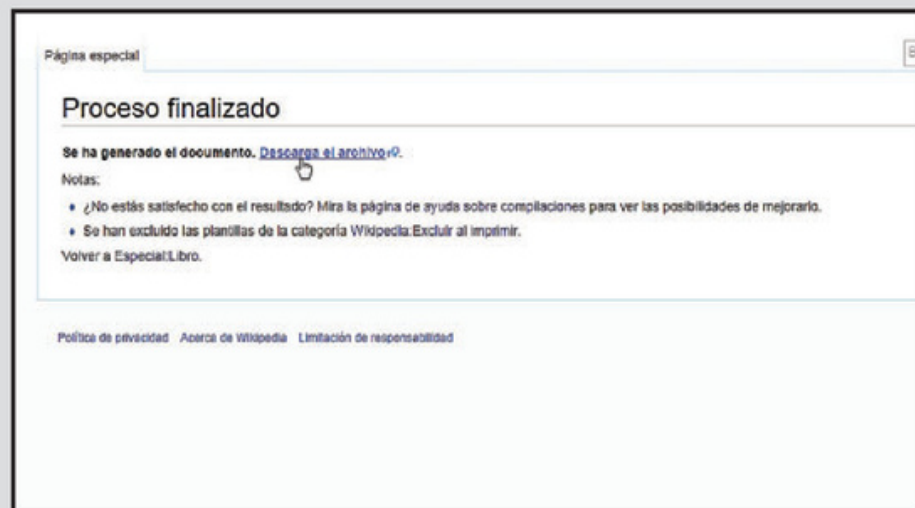 Página especial
Proceso finalizado
Se ha generado el documento. Descarga el archivo.
Notas:
¿No estás satisfecho con el resultado? Mira la página de ayuda sobre compilaciones para ver las posibilidades de mejorarlo.
Se han excluido las plantillas de la categoría Wikipedia:Excluir al imprimir.
Volver a Especial:Libro.
Política de privacidad Acerca de Wikipedia Limitación de responsabilidad